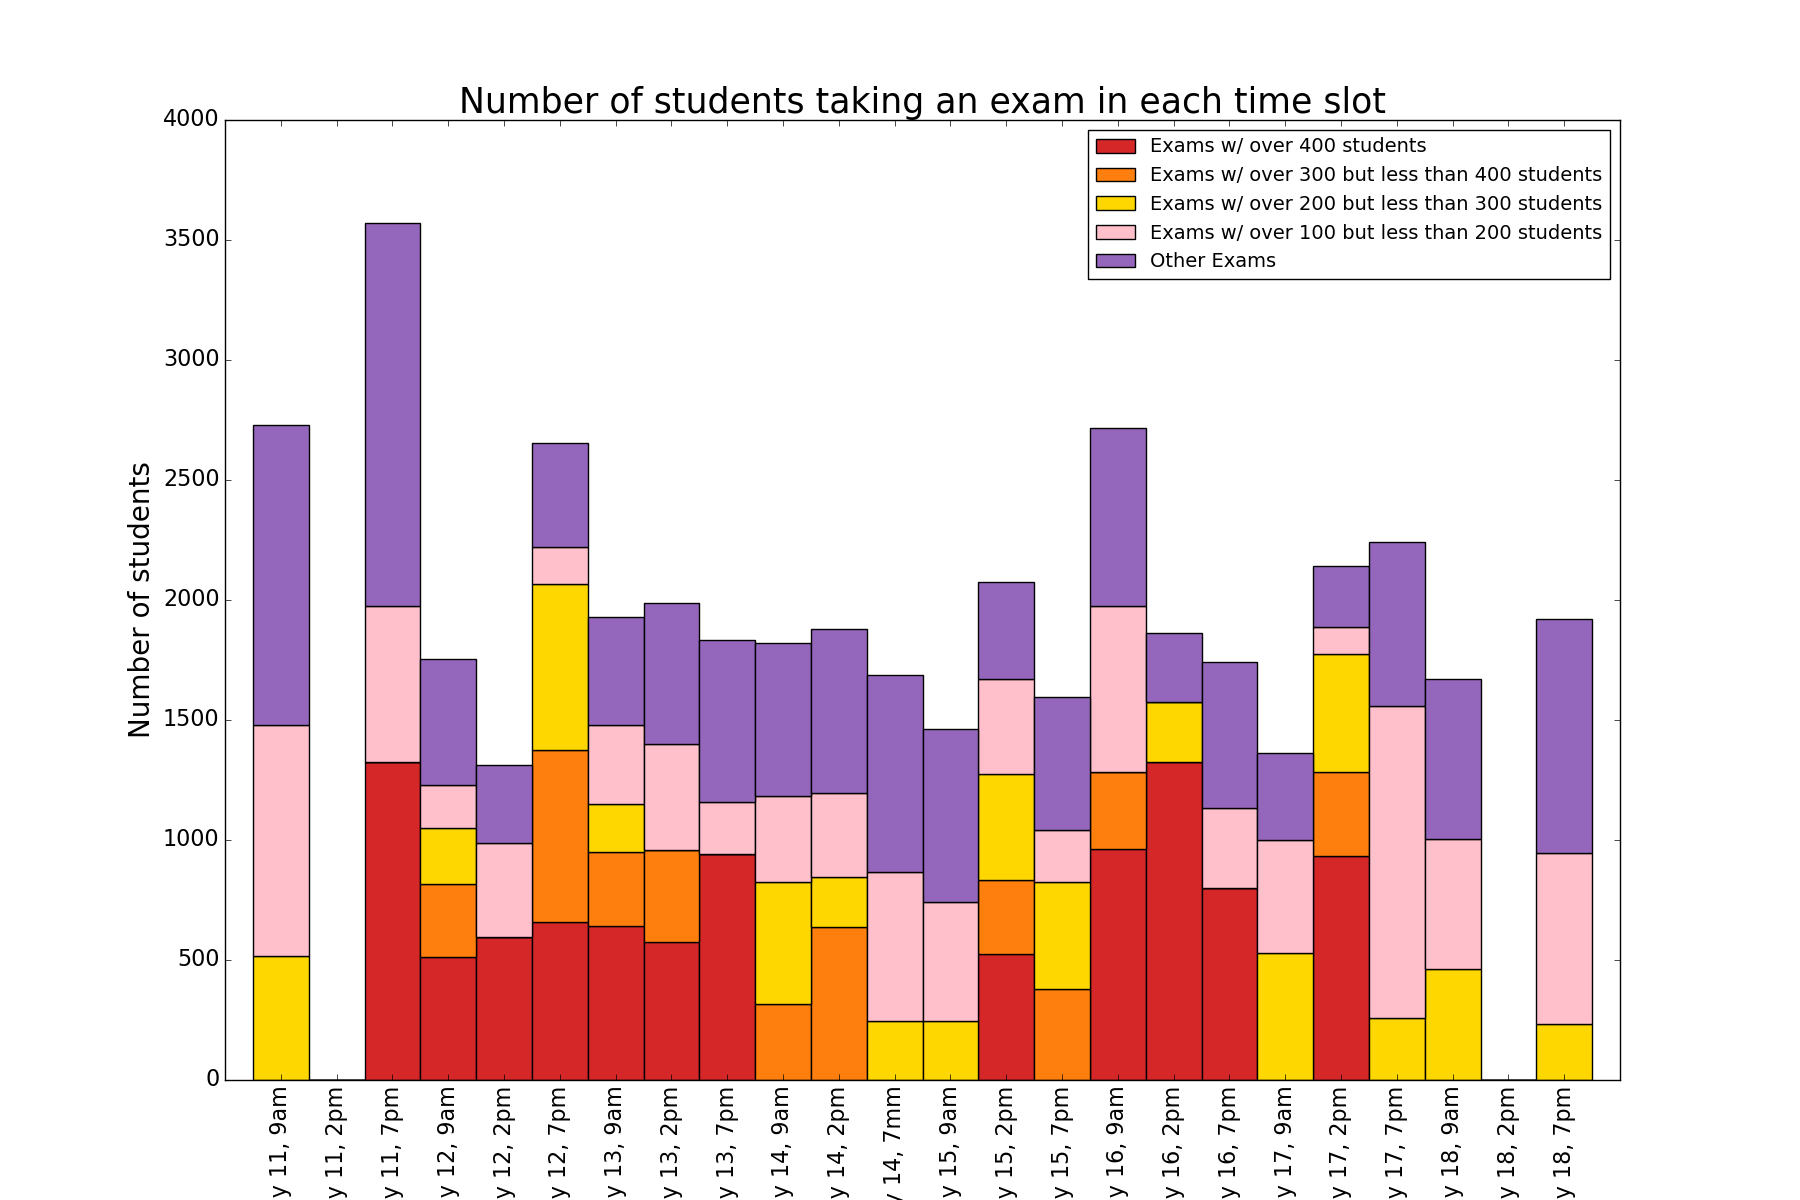 Number of students taking an exam in each time slot
Exams w/ over 400 students
Exams w/ over 300 but less than 400 students
Exams w/ over 200 but less than 300 students
Exams w/ over 100 but less than 200 students
Other Exams
Number of students
4000
3500
3000
2500
2000
1500
1000
500
0
y 11, 9am
y 11, 2pm
y 11, 7pm
y 12, 9am
y 12, 2pm
y 12, 7pm
y 13, 9am
y 13, 2pm
y 13, 7pm
y 14, 9am
y 14, 2pm
y 14, 7mm
y 15, 9am
y 15, 2pm
y 15, 7pm
y 16, 9am
y 16, 2pm
y 16, 7pm
y 17, 9am
y 17, 2pm
y 17, 7pm
y 18, 9am
y 18, 2pm
y 18, 7pm